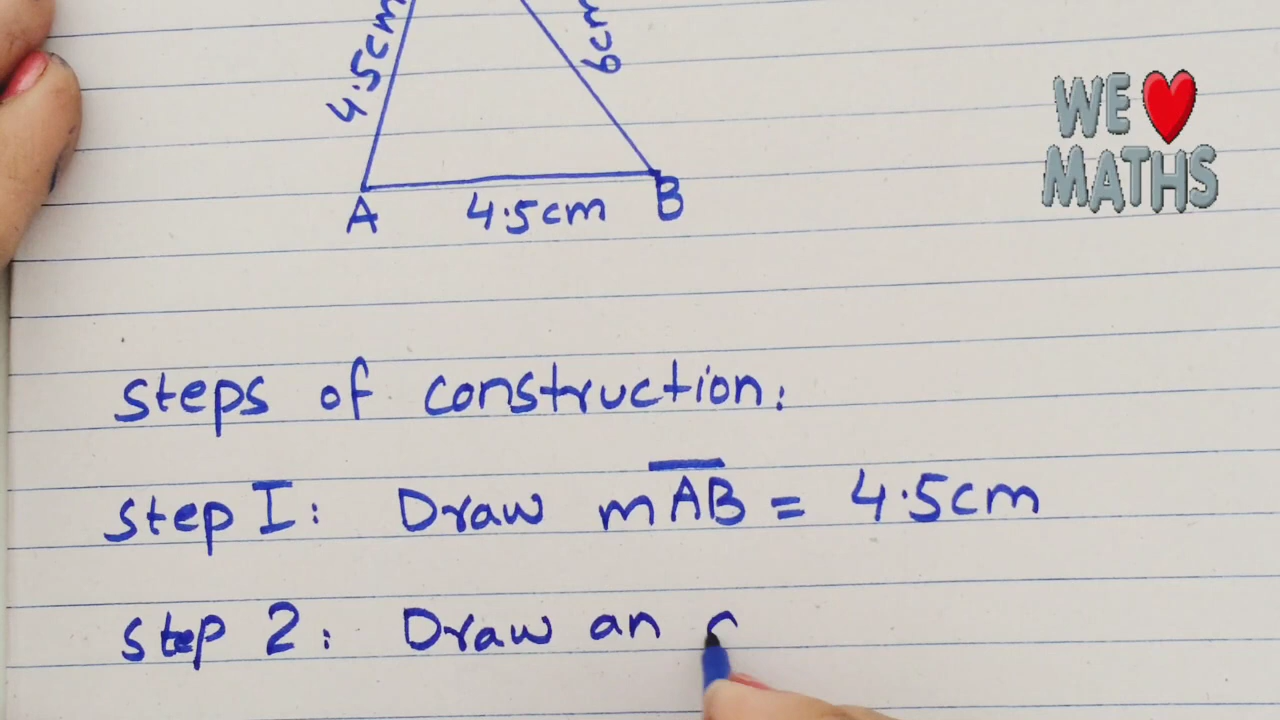 4.5cm
6cm
A
4.5cm
B
WE
MATHS
steps of construction:
step I: Draw mAB = 4.5cm
step 2: Draw an